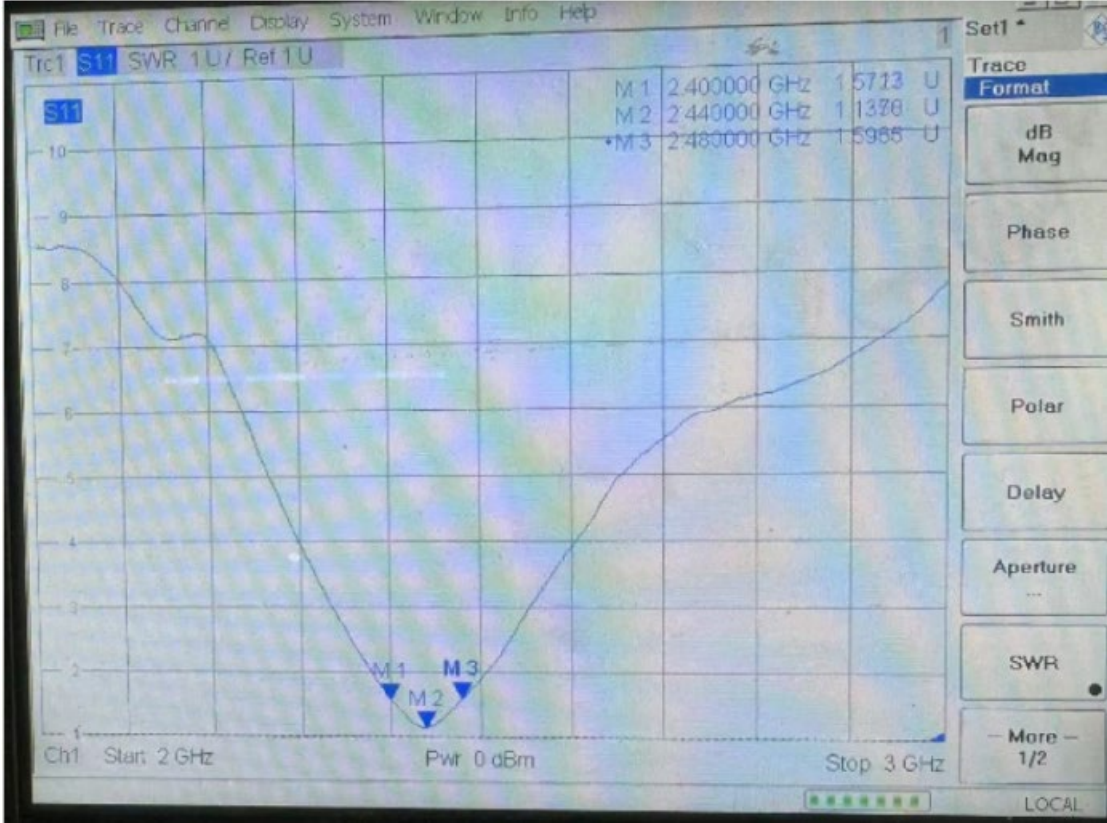 File Trace Channel Display System Window Info Help
Set1
Trc1 S11 SWR 1 U/ Ref 1 U
1
S11
M 1 2.400000 GHz 1.5713 U
M 2 2.440000 GHz 1.1376 U
•M 3 2.480000 GHz 1.5965 U
10
9
8
7
6
5
4
3
2
1
M 1
M 2
M 3
Ch1 Start 2 GHz Pwr 0 dBm Stop 3 GHz
Trace
Format
dB
Mag
Phase
Smith
Polar
Delay
Aperture
...
SWR
More
1/2
LOCAL